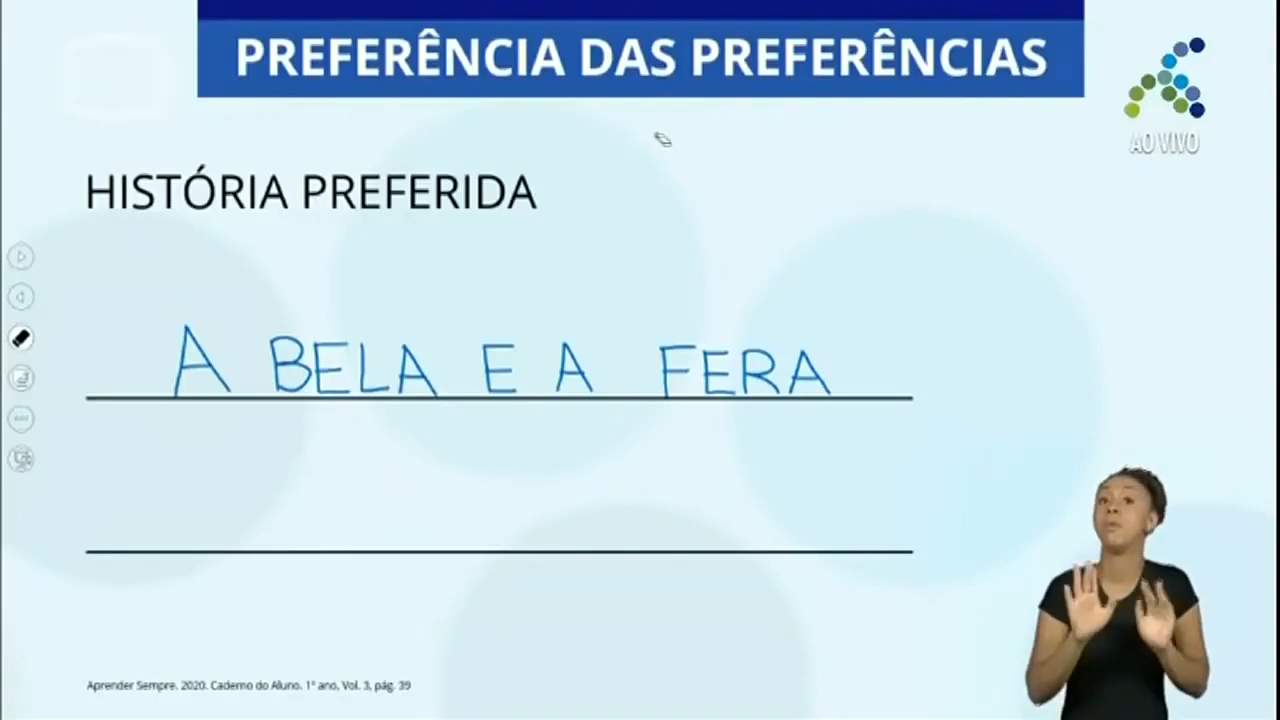 PREFERÊNCIA DAS PREFERÊNCIAS
AO VIVO
HISTÓRIA PREFERIDA
A BELA E A FERA
Aprender Sempre. 2020. Caderno do Aluno. 1º ano, Vol. 3, pág. 39